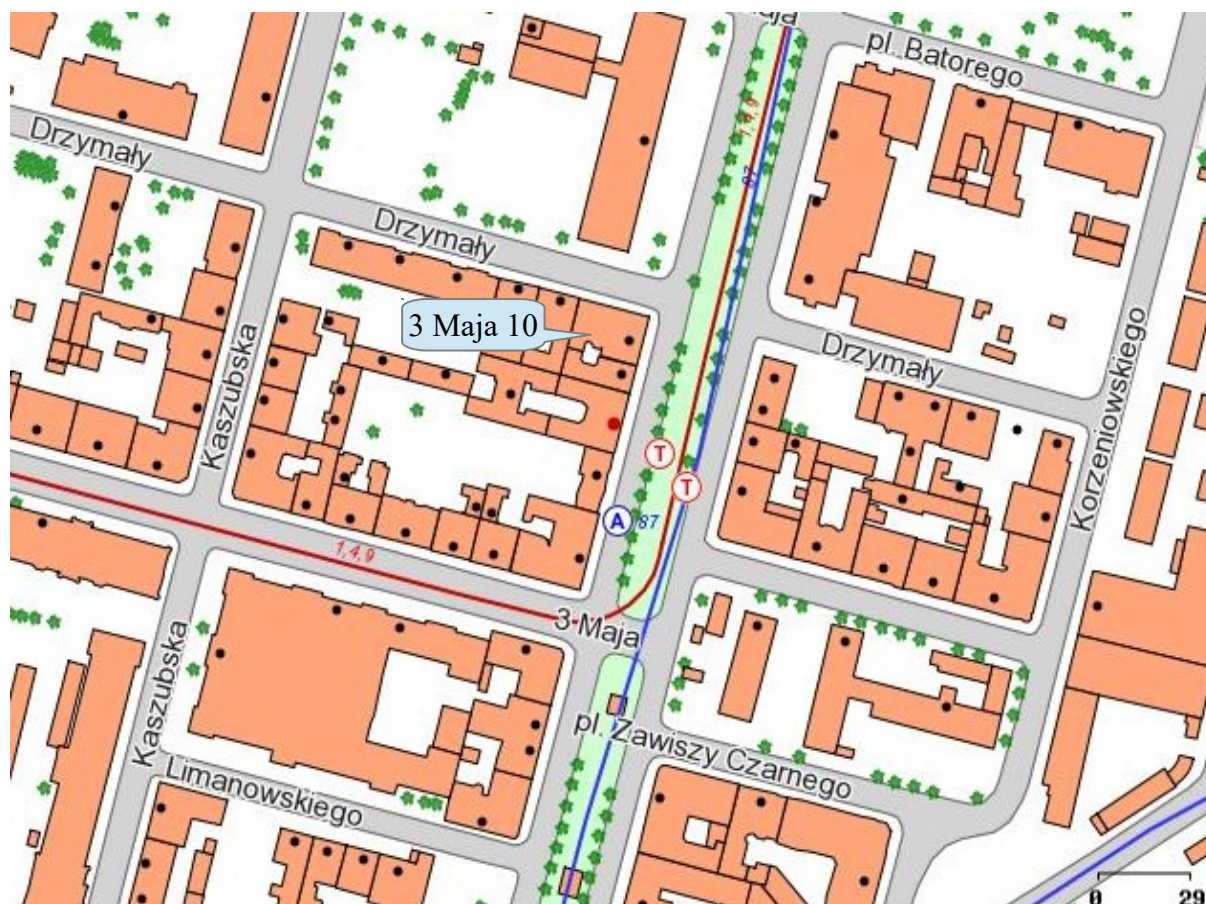 Maja
pl. Batorego
Drzymały
1,4,9
87
Drzymały
3 Maja 10
Drzymały
Kaszubska
Korzeniowskiego
T
T
A
87
1,4,9
3 Maja
Kaszubska
pl. Zawiszy Czarnego
Limanowskiego
0
29